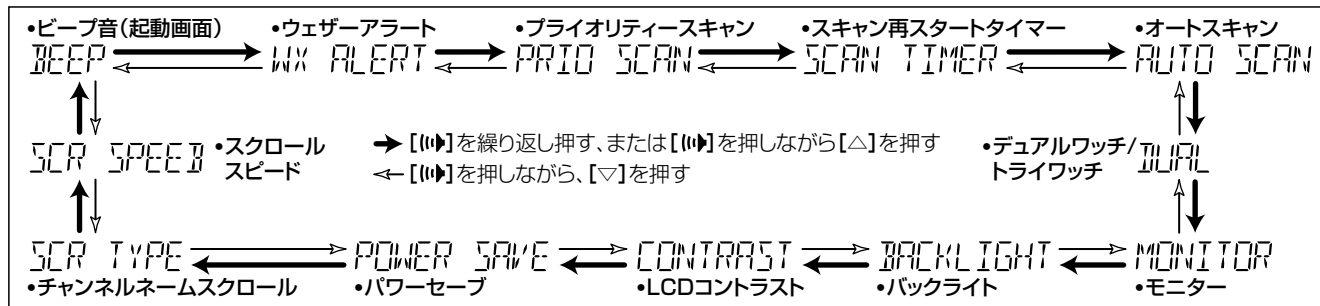 •ビープ音（起動画面） •ウェザーアラート •プライオリティースキャン •スキャン再スタートタイマー •オートスキャン
BEEP WX ALERT PRIO SCAN SCAN TIMER AUTO SCAN
SCR SPEED •スクロール
スピード
[]を繰り返し押す、または[]を押しながら[△]を押す
[]を押しながら、[▽]を押す
•デュアルワッチ/
トライワッチ DUAL
SCR TYPE POWER SAVE CONTRAST BACKLIGHT MONITOR
•チャンネルネームスクロール •パワーセーブ •LCDコントラスト •バックライト •モニター